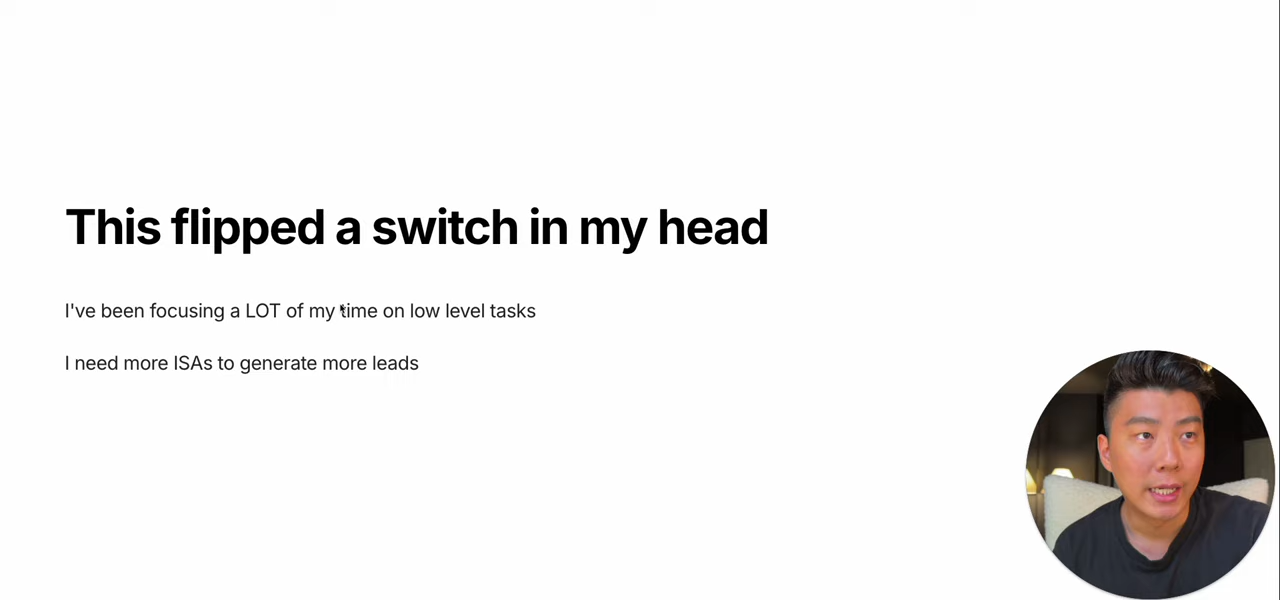 This flipped a switch in my head
I've been focusing a LOT of my time on low level tasks
I need more ISAs to generate more leads